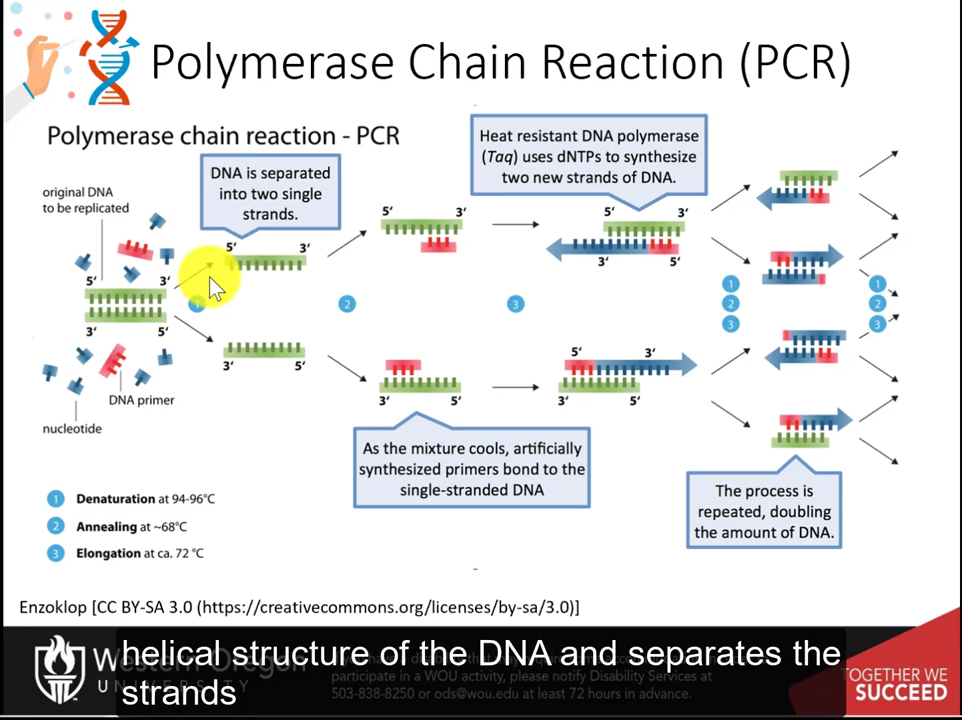 Polymerase Chain Reaction (PCR)
Polymerase chain reaction - PCR
original DNA
to be replicated
DNA is separated
into two single
strands.
Heat resistant DNA polymerase
(Taq) uses dNTPs to synthesize
two new strands of DNA.
5‘ 3‘
3‘ 5‘
5‘ 3‘
3‘ 5‘
5‘ 3‘
3‘ 5‘
5‘ 3‘
3‘ 5‘
5‘ 3‘
3‘ 5‘
1
2
3
1
2
3
1
2
3
DNA primer
nucleotide
As the mixture cools, artificially
synthesized primers bond to the
single-stranded DNA
The process is
repeated, doubling
the amount of DNA.
1 Denaturation at 94-96°C
2 Annealing at ~68°C
3 Elongation at ca. 72 °C
Enzoklop [CC BY-SA 3.0 (https://creativecommons.org/licenses/by-sa/3.0)]
helical structure of the DNA and separates the
strands
participate in a WOU activity, please notify Disability Services at
503-838-8250 or ods@wou.edu at least 72 hours in advance.
TOGETHER WE
SUCCEED